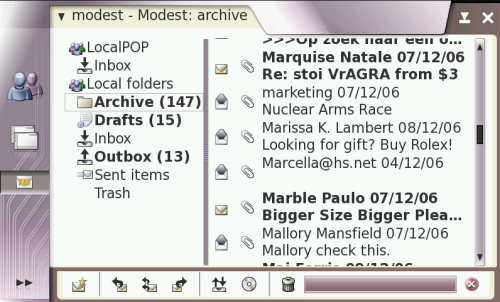 modest - Modest: archive
LocalPOP
Inbox
Local folders
Archive (147)
Drafts (15)
Inbox
Outbox (13)
Sent items
Trash
>>>Op zoek naar een o...
Marquise Natale 07/12/06
Re: stoi VrAGRA from $3
marketing 07/12/06
Nuclear Arms Race
Marissa K. Lambert 08/12/06
Looking for gift? Buy Rolex!
Marcella@hs.net 04/12/06
Marble Paulo 07/12/06
Bigger Size Bigger Plea...
Mallory Mansfield 07/12/06
Mallory check this.